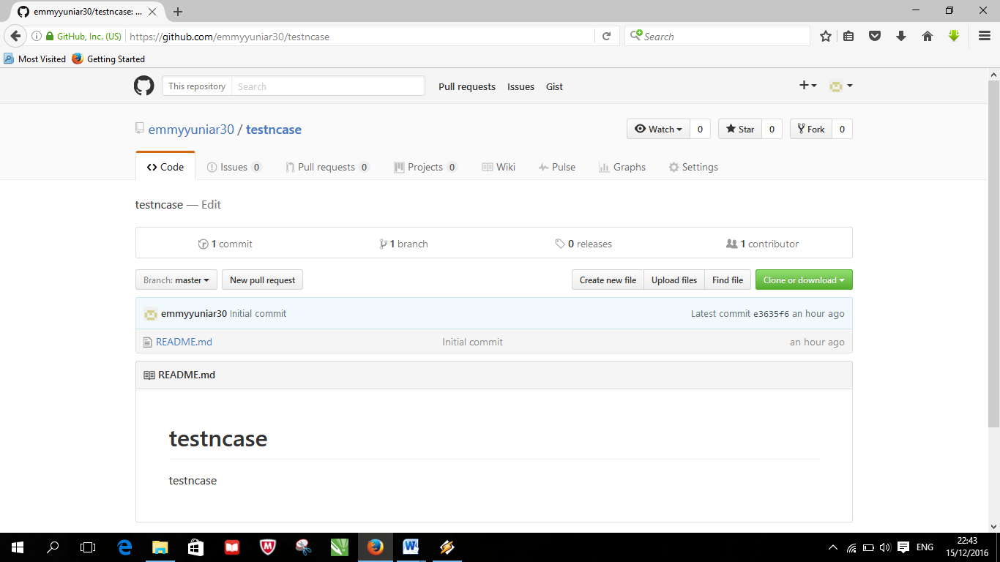 emmyyuniar30/testncase: ...
GitHub, Inc. (US) https://github.com/emmyyuniar30/testncase Search
Most Visited Getting Started
This repository Search Pull requests Issues Gist
emmyyuniar30 / testncase Watch 0 Star 0 Fork 0
Code Issues 0 Pull requests 0 Projects 0 Wiki Pulse Graphs Settings
testncase — Edit
1 commit 1 branch 0 releases 1 contributor
Branch: master New pull request Create new file Upload files Find file Clone or download
emmyyuniar30 Initial commit Latest commit e3635f6 an hour ago
README.md Initial commit an hour ago
README.md
testncase
testncase
ENG 22:43
15/12/2016